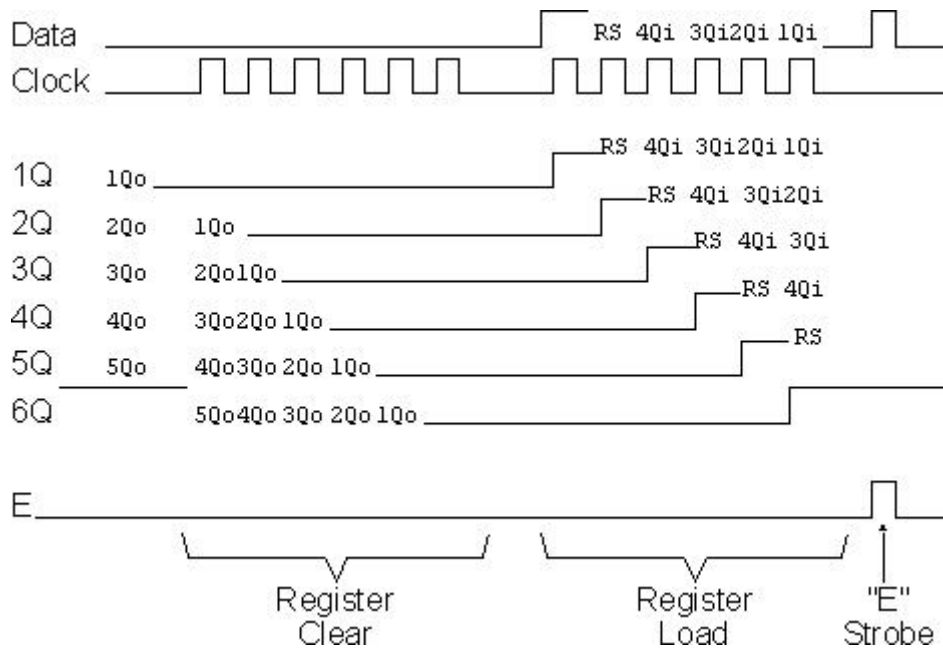 Data RS 4Qi 3Qi2Qi 1Qi
Clock
RS 4Qi 3Qi2Qi 1Qi
1Q 1Qo
RS 4Qi 3Qi2Qi
2Q 2Qo 1Qo
RS 4Qi 3Qi
3Q 3Qo 2Qo1Qo
RS 4Qi
4Q 4Qo 3Qo2Qo 1Qo
RS
5Q 5Qo 4Qo3Qo 2Qo 1Qo
6Q 5Qo4Qo 3Qo 2Qo 1Qo
E
Register Clear
Register Load
"E" Strobe